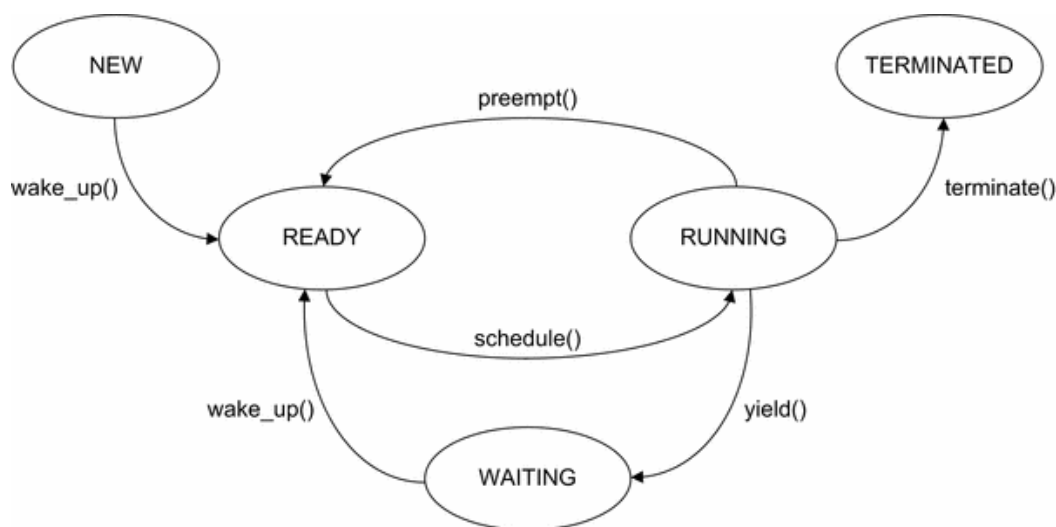 NEW
TERMINATED
preempt()
wake_up()
terminate()
READY
RUNNING
schedule()
wake_up()
yield()
WAITING